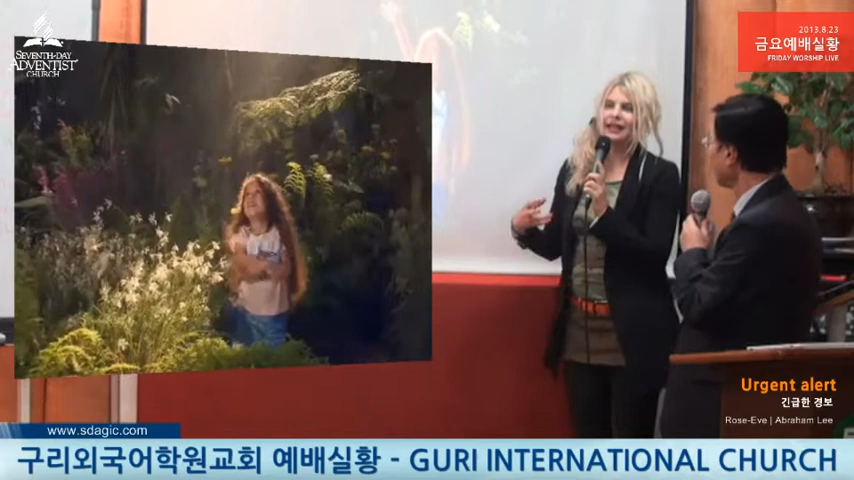 SEVENTH-DAY
ADVENTIST
CHURCH
2013.8.23
금요예배실황
FRIDAY WORSHIP LIVE
Urgent alert
긴급한 경보
Rose-Eve | Abraham Lee
www.sdagic.com
구리외국어학원교회 예배실황 - GURI INTERNATIONAL CHURCH